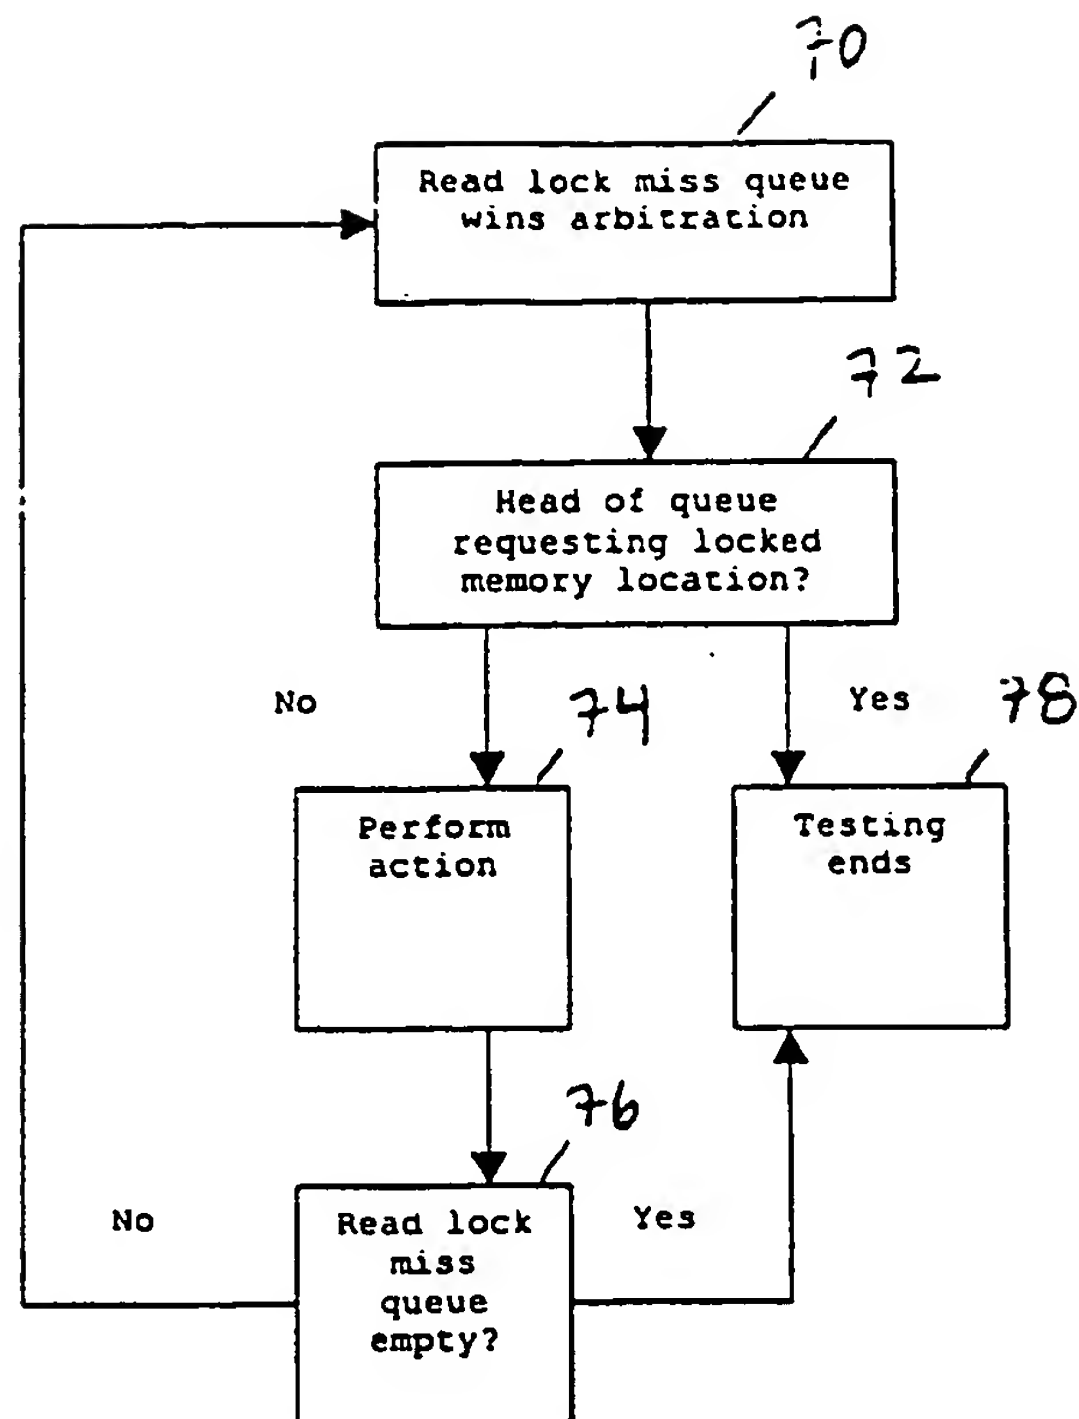 70
Read lock miss queue
wins arbitration
72
Head of queue
requesting locked
memory location?
No
74
Yes
78
Perform
action
Testing
ends
76
No
Read lock
miss
queue
empty?
Yes